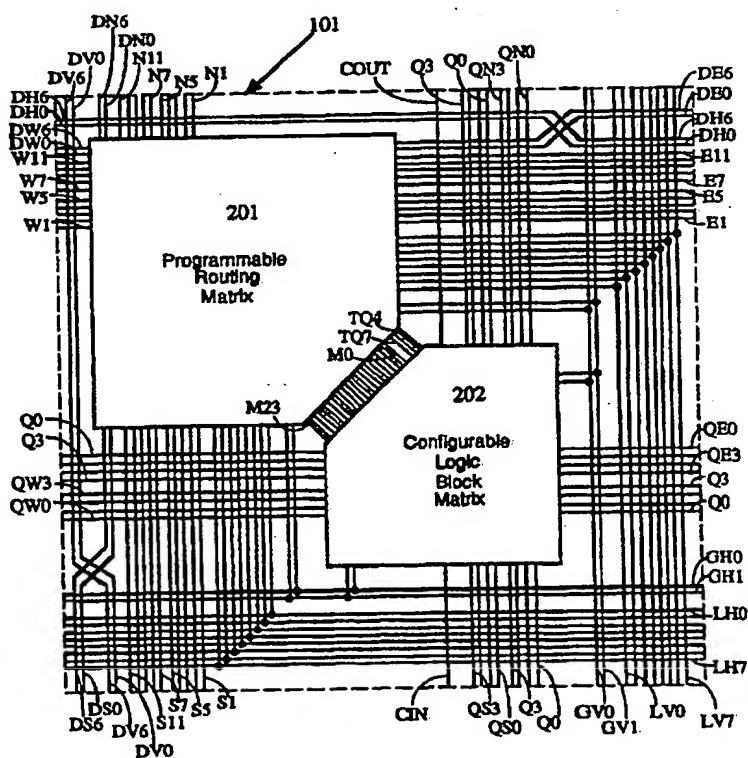 DN6
DN0
DV0
N11
DV6
N7
N5
N1
101
COUT
Q3
Q0
QN3
QN0
DE6
DE0
DH6
DH0
E11
E7
E5
E1
DH6
DH0
DW6
DW0
W11
W7
W5
W1
201
Programmable
Routing
Matrix
TQ4
TQ7
M0
M23
202
Configurable
Logic
Block
Matrix
Q0
Q3
QW3
QW0
QE0
QE3
Q3
Q0
GH0
GH1
LH0
LH7
DS6
DS0
DV6
DV0
S11
S7
S5
S1
CIN
QS3
QS0
Q3
Q0
GV0
GV1
LV0
LV7